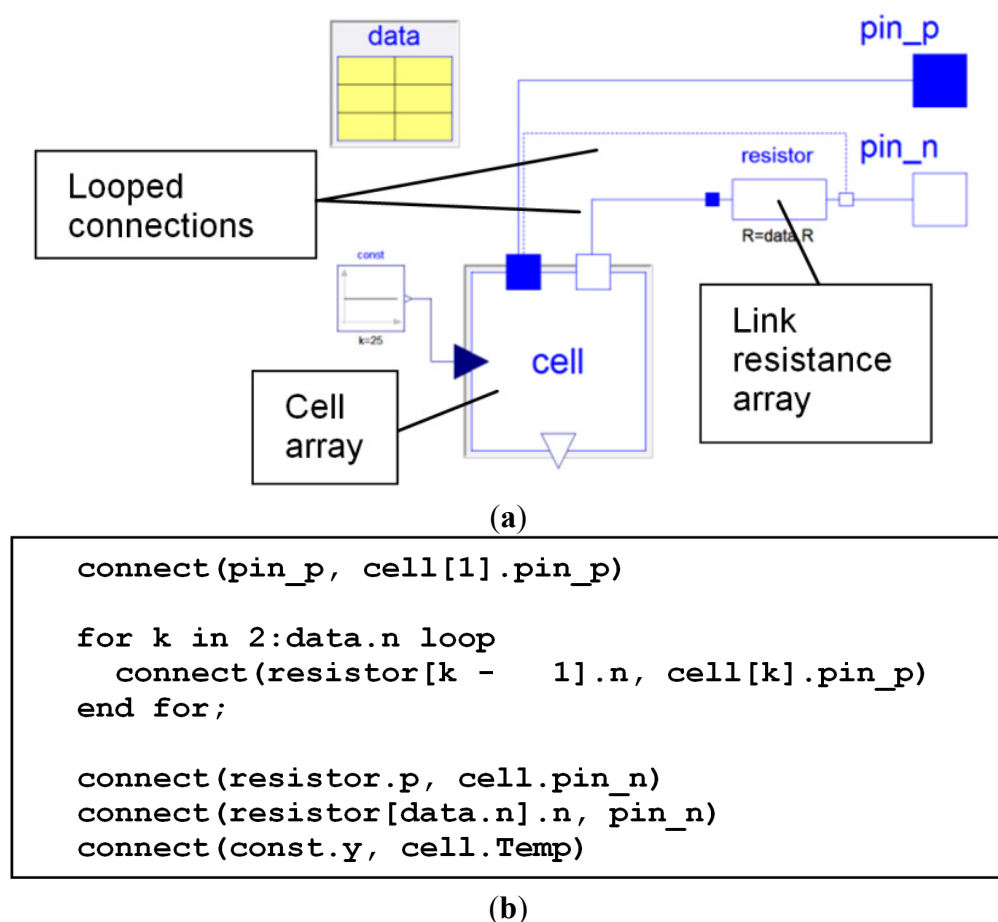 data
pin_p
Looped
connections
resistor
pin_n
R=data.R
const
k=25
cell
Link
resistance
array
Cell
array
(a)
connect(pin_p, cell[1].pin_p)
for k in 2:data.n loop
connect(resistor[k -   1].n, cell[k].pin_p)
end for;
connect(resistor.p, cell.pin_n)
connect(resistor[data.n].n, pin_n)
connect(const.y, cell.Temp)
(b)